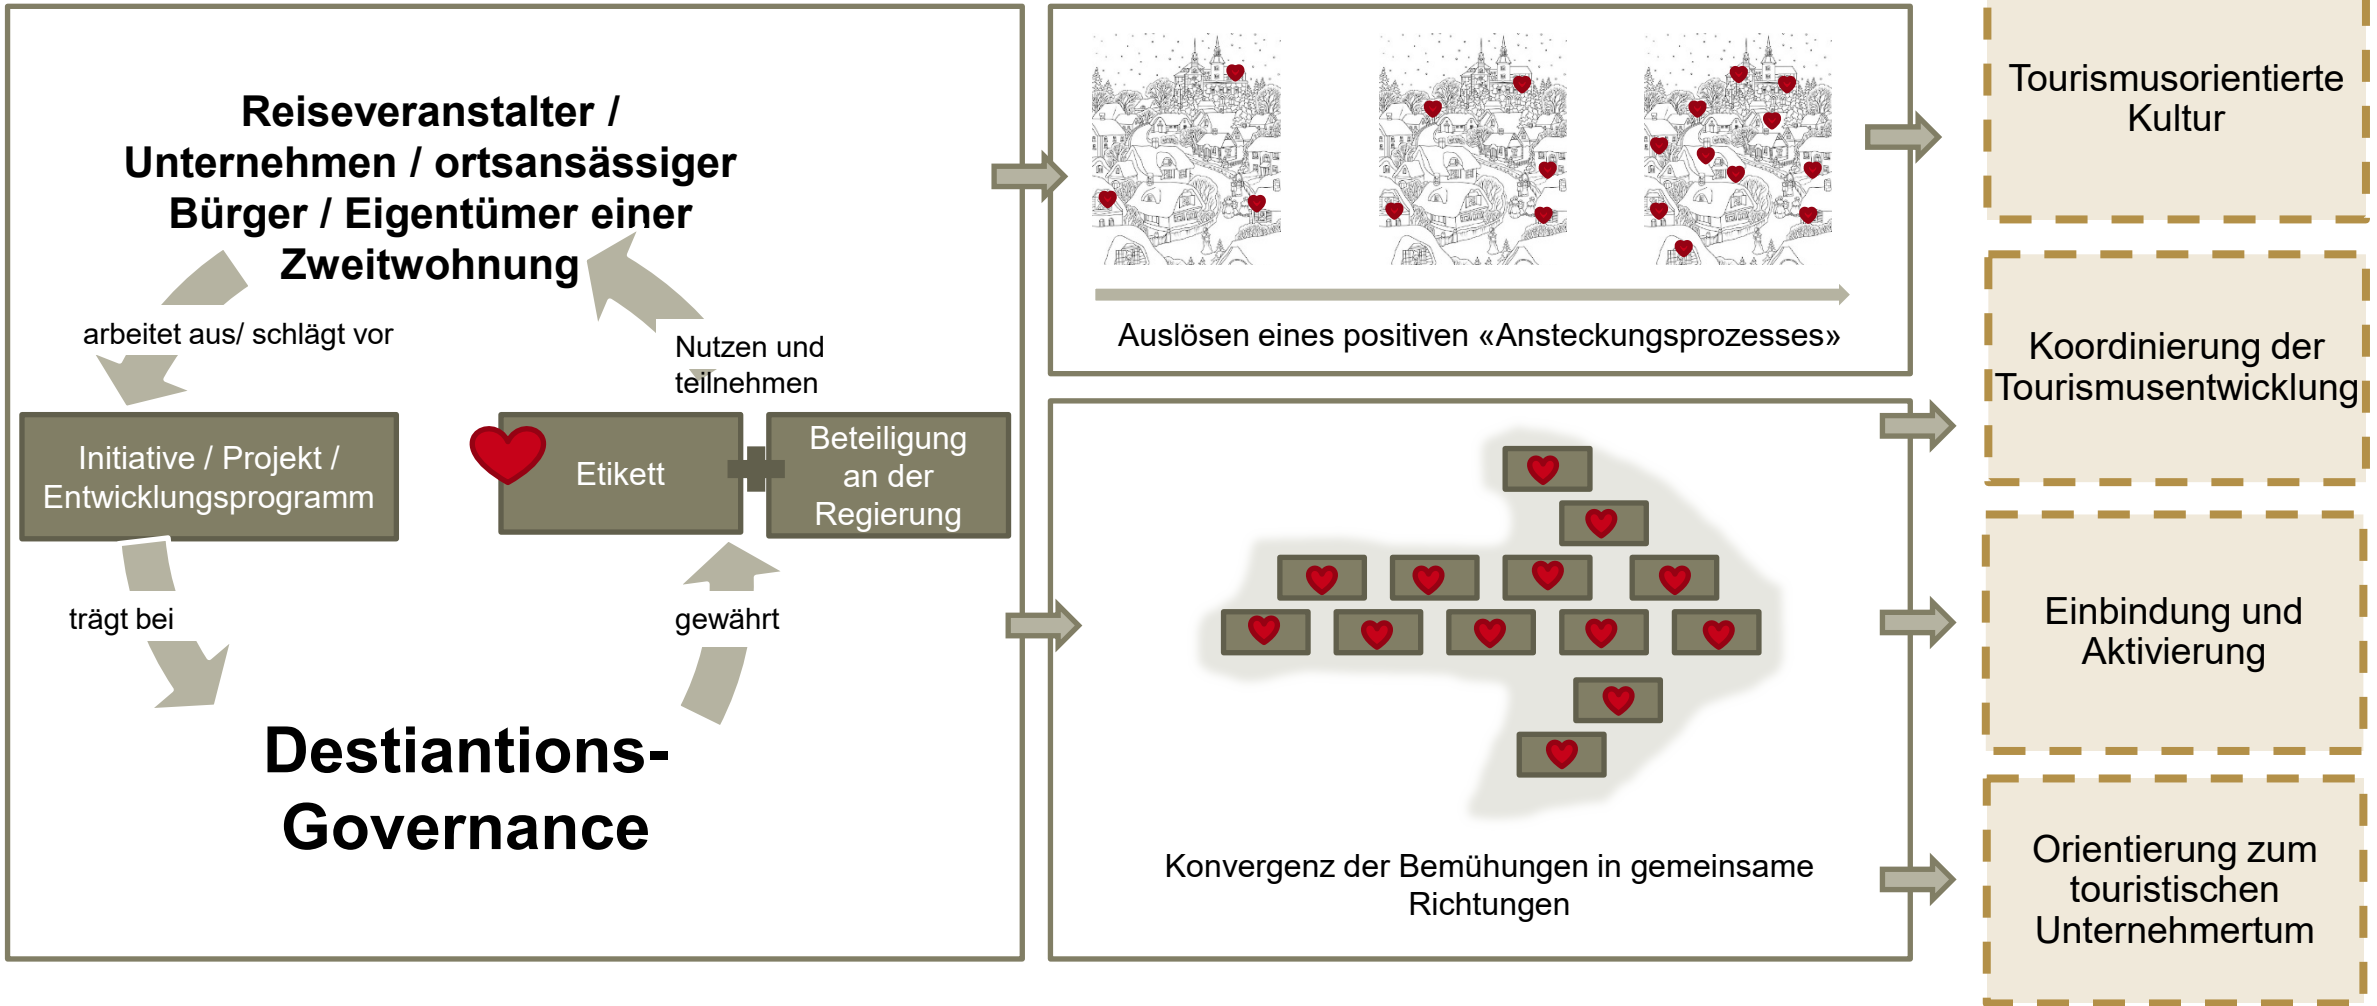 Reiseveranstalter /
Unternehmen / ortsansässiger
Bürger / Eigentümer einer
Zweitwohnung
arbeitet aus/ schlägt vor
Nutzen und
teilnehmen
Initiative / Projekt /
Entwicklungsprogramm
Etikett
Beteiligung
an der
Regierung
trägt bei
gewährt
Destiantions-
Governance
Auslösen eines positiven «Ansteckungsprozesses»
Konvergenz der Bemühungen in gemeinsame
Richtungen
Tourismusorientierte
Kultur
Koordinierung der
Tourismusentwicklung
Einbindung und
Aktivierung
Orientierung zum
touristischen
Unternehmertum